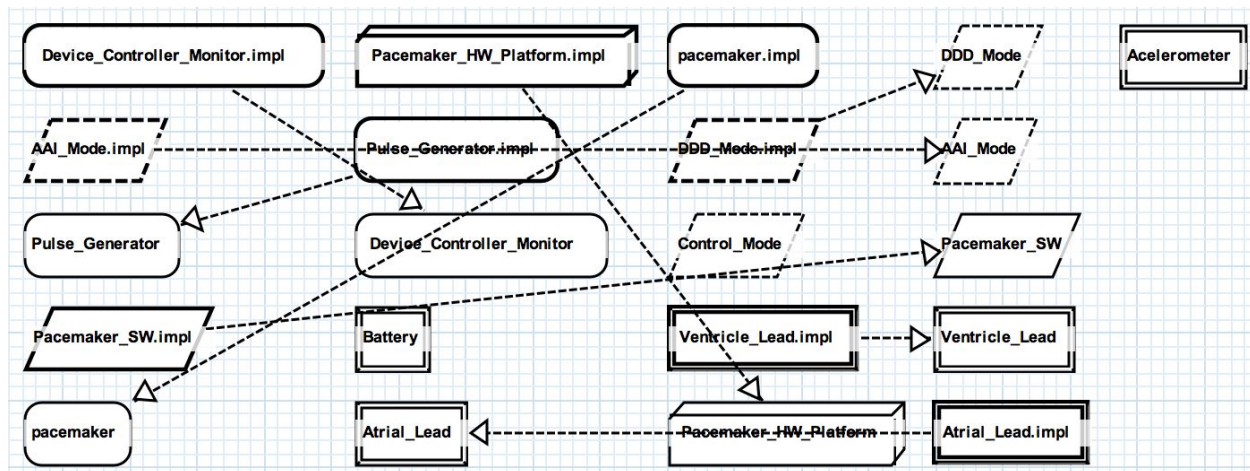 Device_Controller_Monitor.impl
Pacemaker_HW_Platform.impl
pacemaker.impl
DDD_Mode
Acelerometer
AAI_Mode.impl
Pulse_Generator.impl
DDD_Mode.impl
AAI_Mode
Pulse_Generator
Device_Controller_Monitor
Control_Mode
Pacemaker_SW
Pacemaker_SW.impl
Battery
Ventricle_Lead.impl
Ventricle_Lead
pacemaker
Atrial_Lead
Pacemaker_HW_Platform
Atrial_Lead.impl